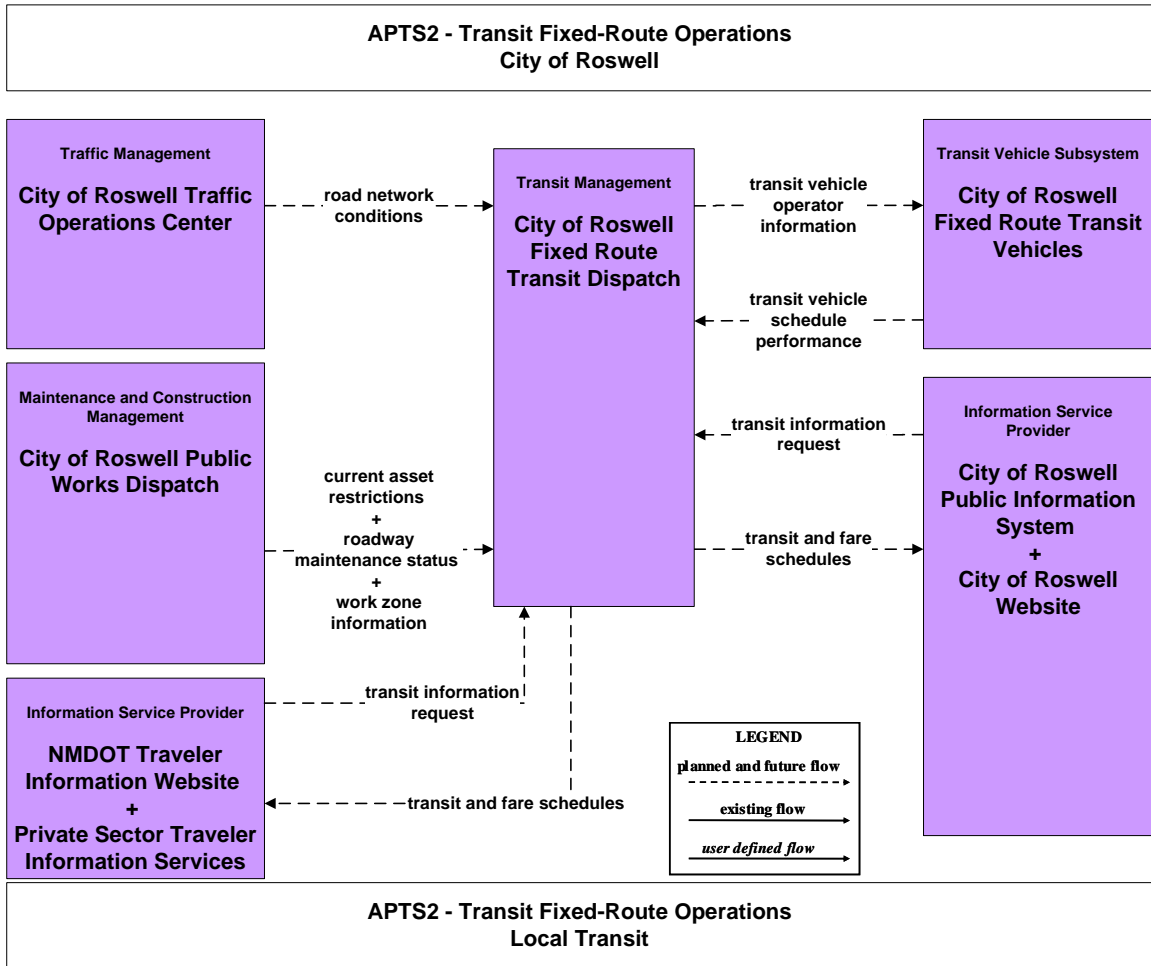 APTS2 - Transit Fixed-Route Operations
City of Roswell
Traffic Management
City of Roswell Traffic
Operations Center
road network
conditions
Transit Management
City of Roswell
Fixed Route
Transit Dispatch
transit vehicle
operator
information
Transit Vehicle Subsystem
City of Roswell
Fixed Route Transit
Vehicles
transit vehicle
schedule
performance
Maintenance and Construction
Management
City of Roswell Public
Works Dispatch
current asset
restrictions
+
roadway
maintenance status
+
work zone
information
transit information
request
Information Service
Provider
City of Roswell
Public Information
System
+
City of Roswell
Website
transit and fare
schedules
Information Service Provider
NMDOT Traveler
Information Website
+
Private Sector Traveler
Information Services
transit information
request
transit and fare schedules
LEGEND
planned and future flow
existing flow
user defined flow
APTS2 - Transit Fixed-Route Operations
Local Transit